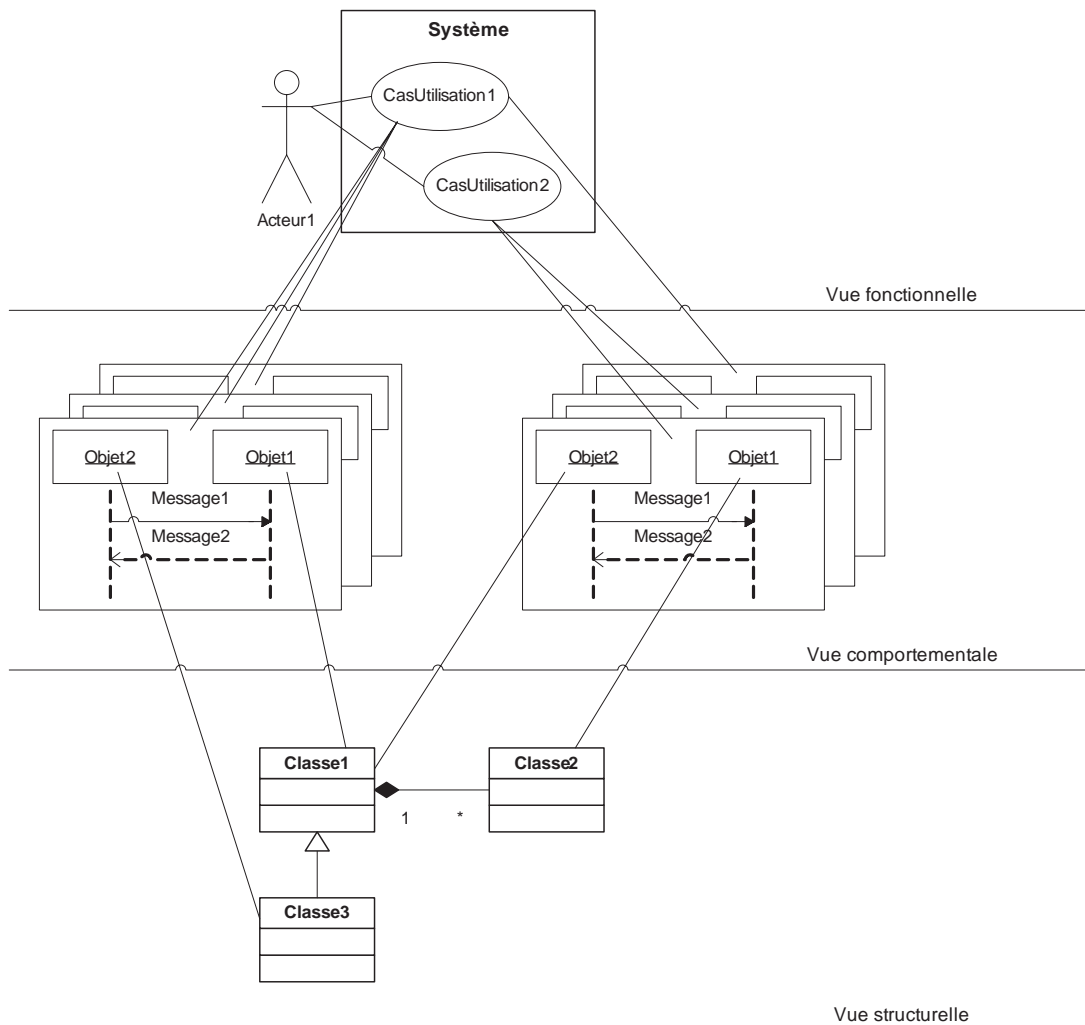 Système
CasUtilisation1
CasUtilisation2
Acteur1
Vue fonctionnelle
Objet2
Objet1
Message1
Message2
Objet2
Objet1
Message1
Message2
Vue comportementale
Classe1
Classe2
1
*
Classe3
Vue structurelle